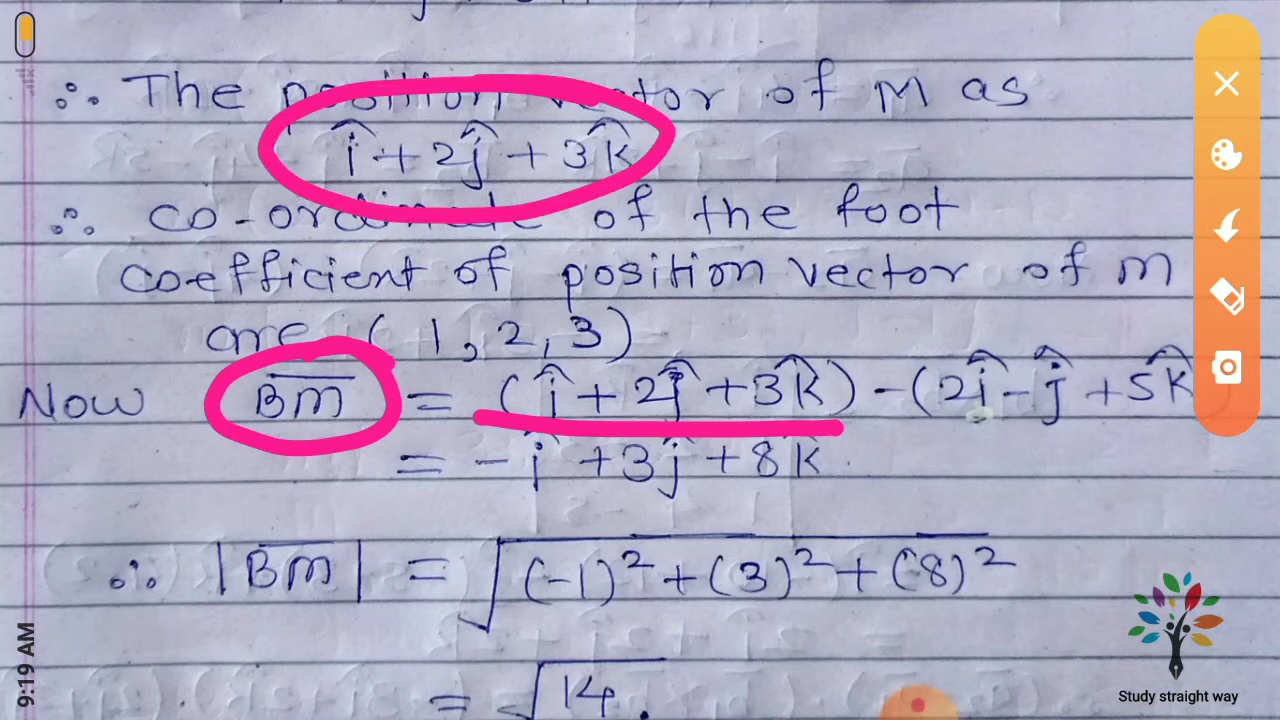 ∴ The position vector of M as
î + 2ĵ + 3k̂
∴ co-ordinate of the foot
coefficient of position vector of m
are (1, 2, 3)
Now B̅M̅ = (î + 2ĵ + 3k̂) - (2î - ĵ + 5k̂)
= - î + 3ĵ + 8k
∴ |B̅M̅| = √(-1)² + (3)² + (8)²
= √14.
9:19 AM
Study straight way